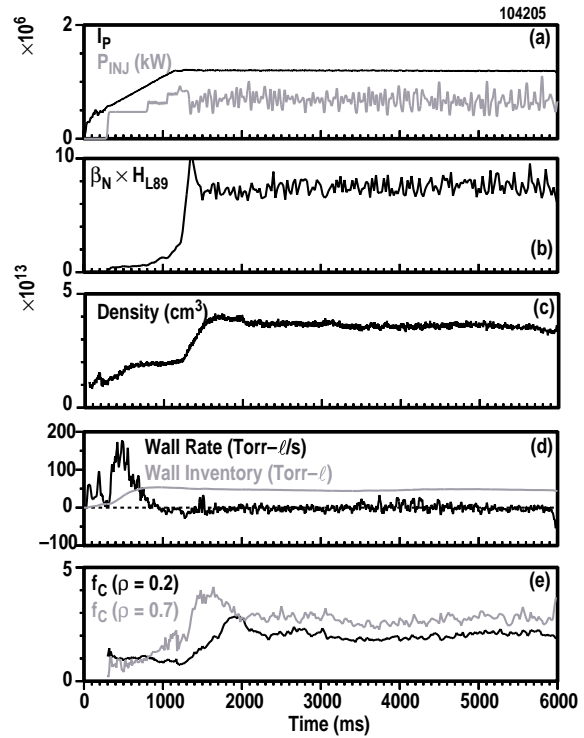 104205
×10⁶
2
I_P
P_INJ (kW)
(a)
0
10
β_N × H_L89
(b)
0
×10¹³
5
Density (cm³)
(c)
0
200
Wall Rate (Torr–ℓ/s)
(d)
100
Wall Inventory (Torr–ℓ)
0
–100
5
f_C (ρ = 0.2)
(e)
f_C (ρ = 0.7)
0
0 1000 2000 3000 4000 5000 6000
Time (ms)